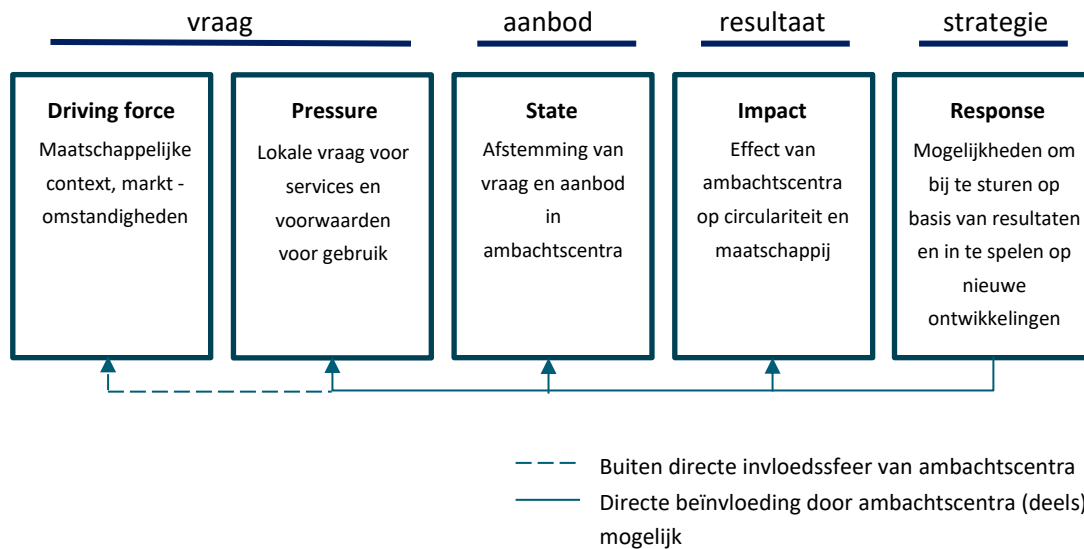 vraag
aanbod
resultaat
strategie
Driving force
Maatschappelijke
context, markt -
omstandigheden
Pressure
Lokale vraag voor
services en
voorwaarden
voor gebruik
State
Afstemming van
vraag en aanbod
in
ambachtscentra
Impact
Effect van
ambachtscentra
op circulariteit en
maatschappij
Response
Mogelijkheden om
bij te sturen op
basis van resultaten
en in te spelen op
nieuwe
ontwikkelingen
Buiten directe invloedssfeer van ambachtscentra
Directe beïnvloeding door ambachtscentra (deels)
mogelijk